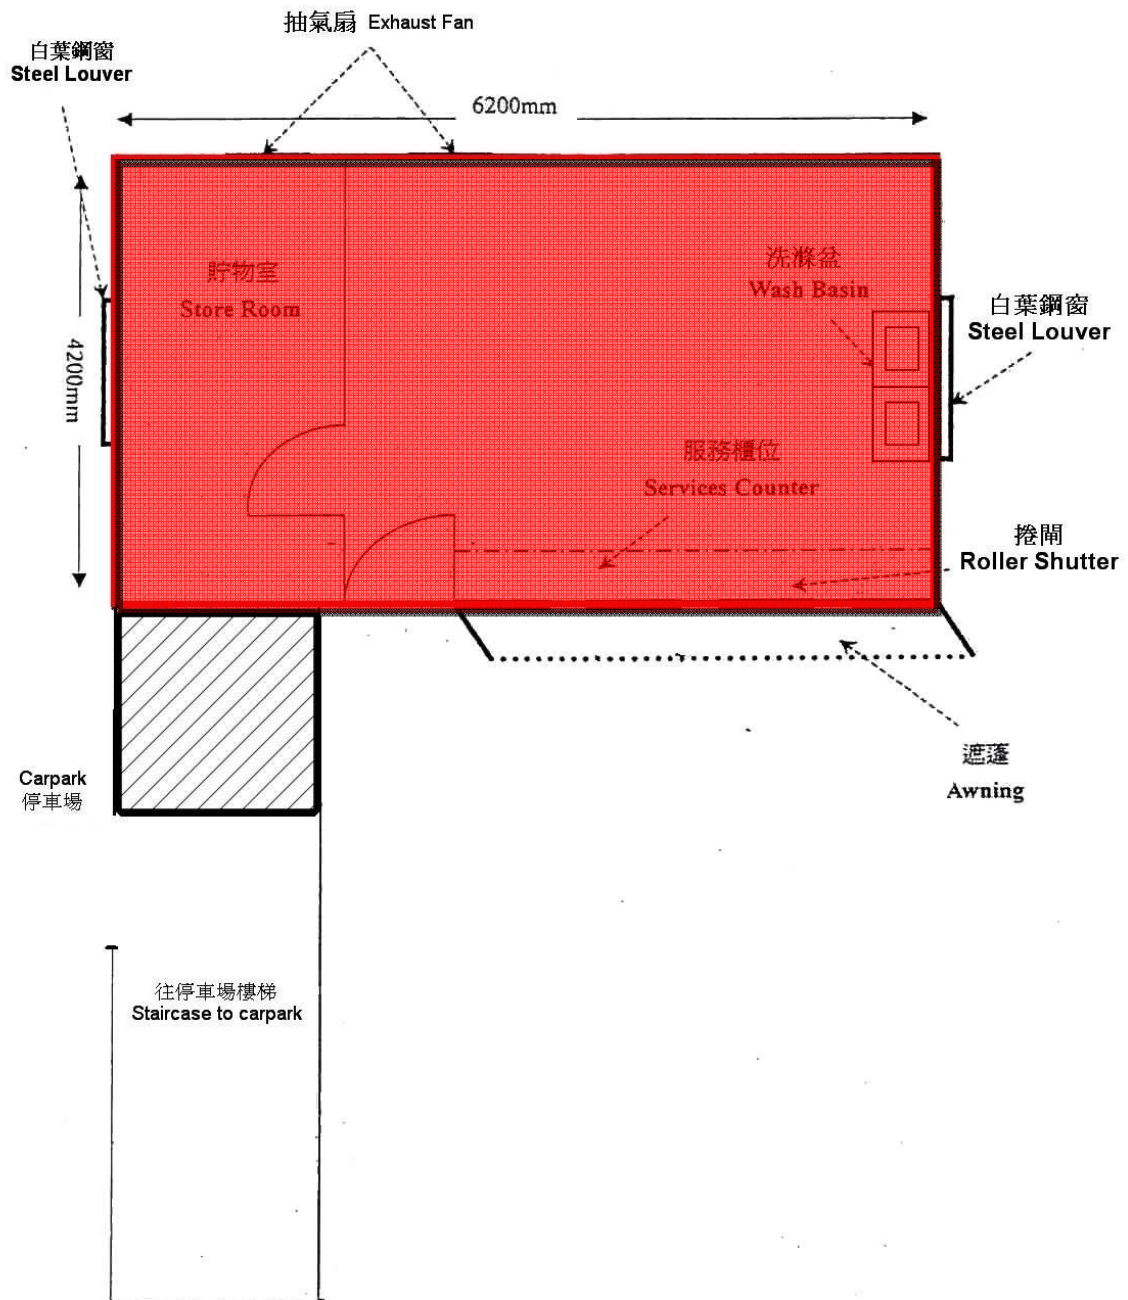 抽氣扇 Exhaust Fan
白葉鋼窗
Steel Louver
6200mm
貯物室
Store Room
洗滌盆
Wash Basin
白葉鋼窗
Steel Louver
4200mm
服務櫃位
Services Counter
捲閘
Roller Shutter
遮蓬
Awning
Carpark
停車場
往停車場樓梯
Staircase to carpark